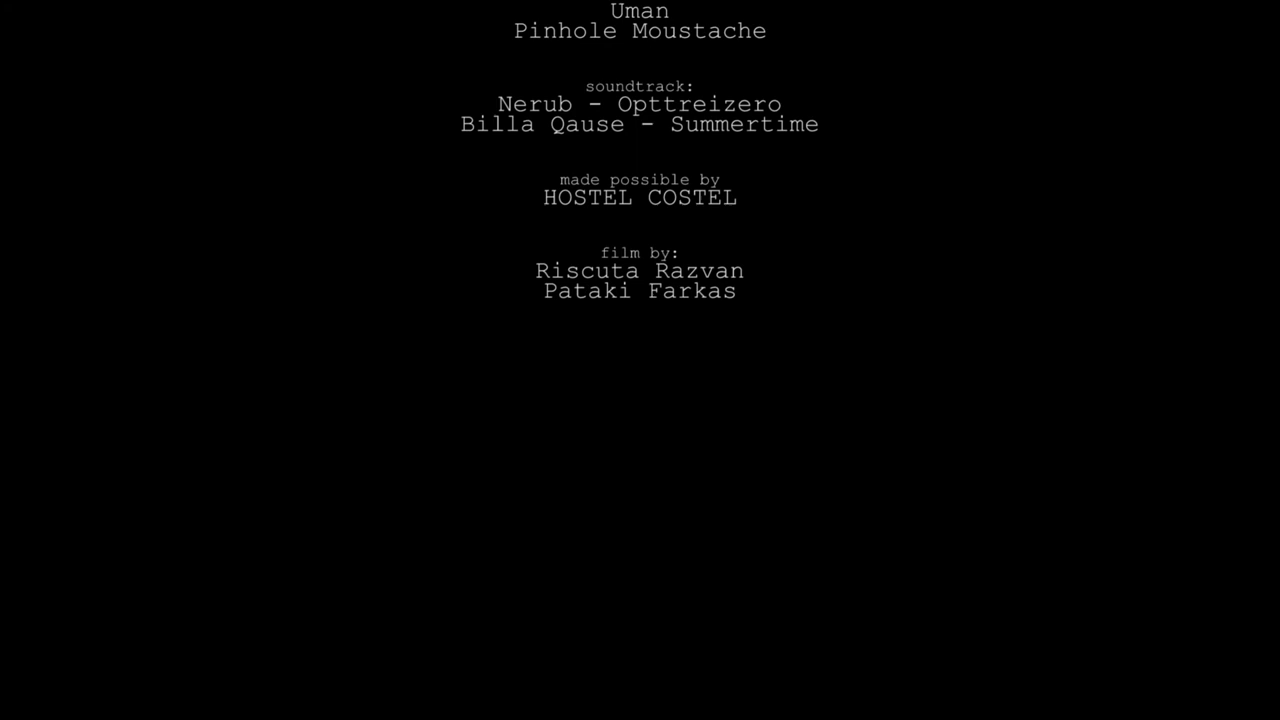 Uman
Pinhole Moustache
soundtrack:
Nerub - Opttreizero
Billa Qause - Summertime
made possible by
HOSTEL COSTEL
film by:
Riscuta Razvan
Pataki Farkas